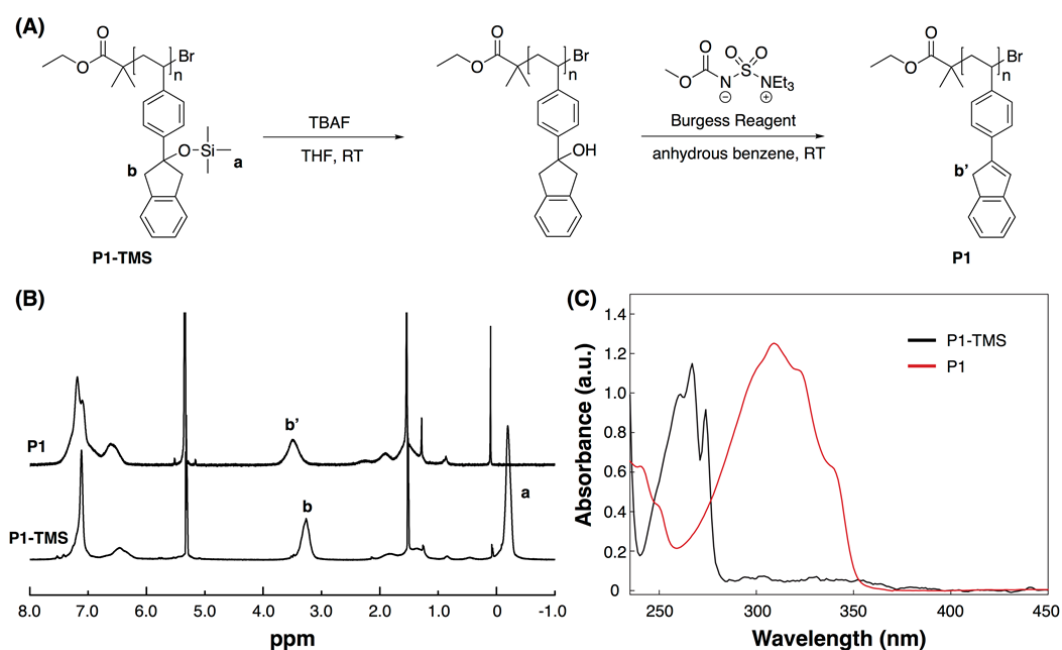 (A)
O
O
Br
n
O
Si
b
a
P1-TMS
TBAF
THF, RT
O
O
Br
n
OH
O
O
N
⊖
O
S
O
NEt3
⊕
Burgess Reagent
anhydrous benzene, RT
O
O
Br
n
b’
P1
(B)
P1
b’
P1-TMS
b
a
8.0 7.0 6.0 5.0 4.0 3.0 2.0 1.0 0 -1.0
ppm
(C)
Absorbance (a.u.)
1.4
1.2
1.0
0.8
0.6
0.4
0.2
0
P1-TMS
P1
250 300 350 400 450
Wavelength (nm)